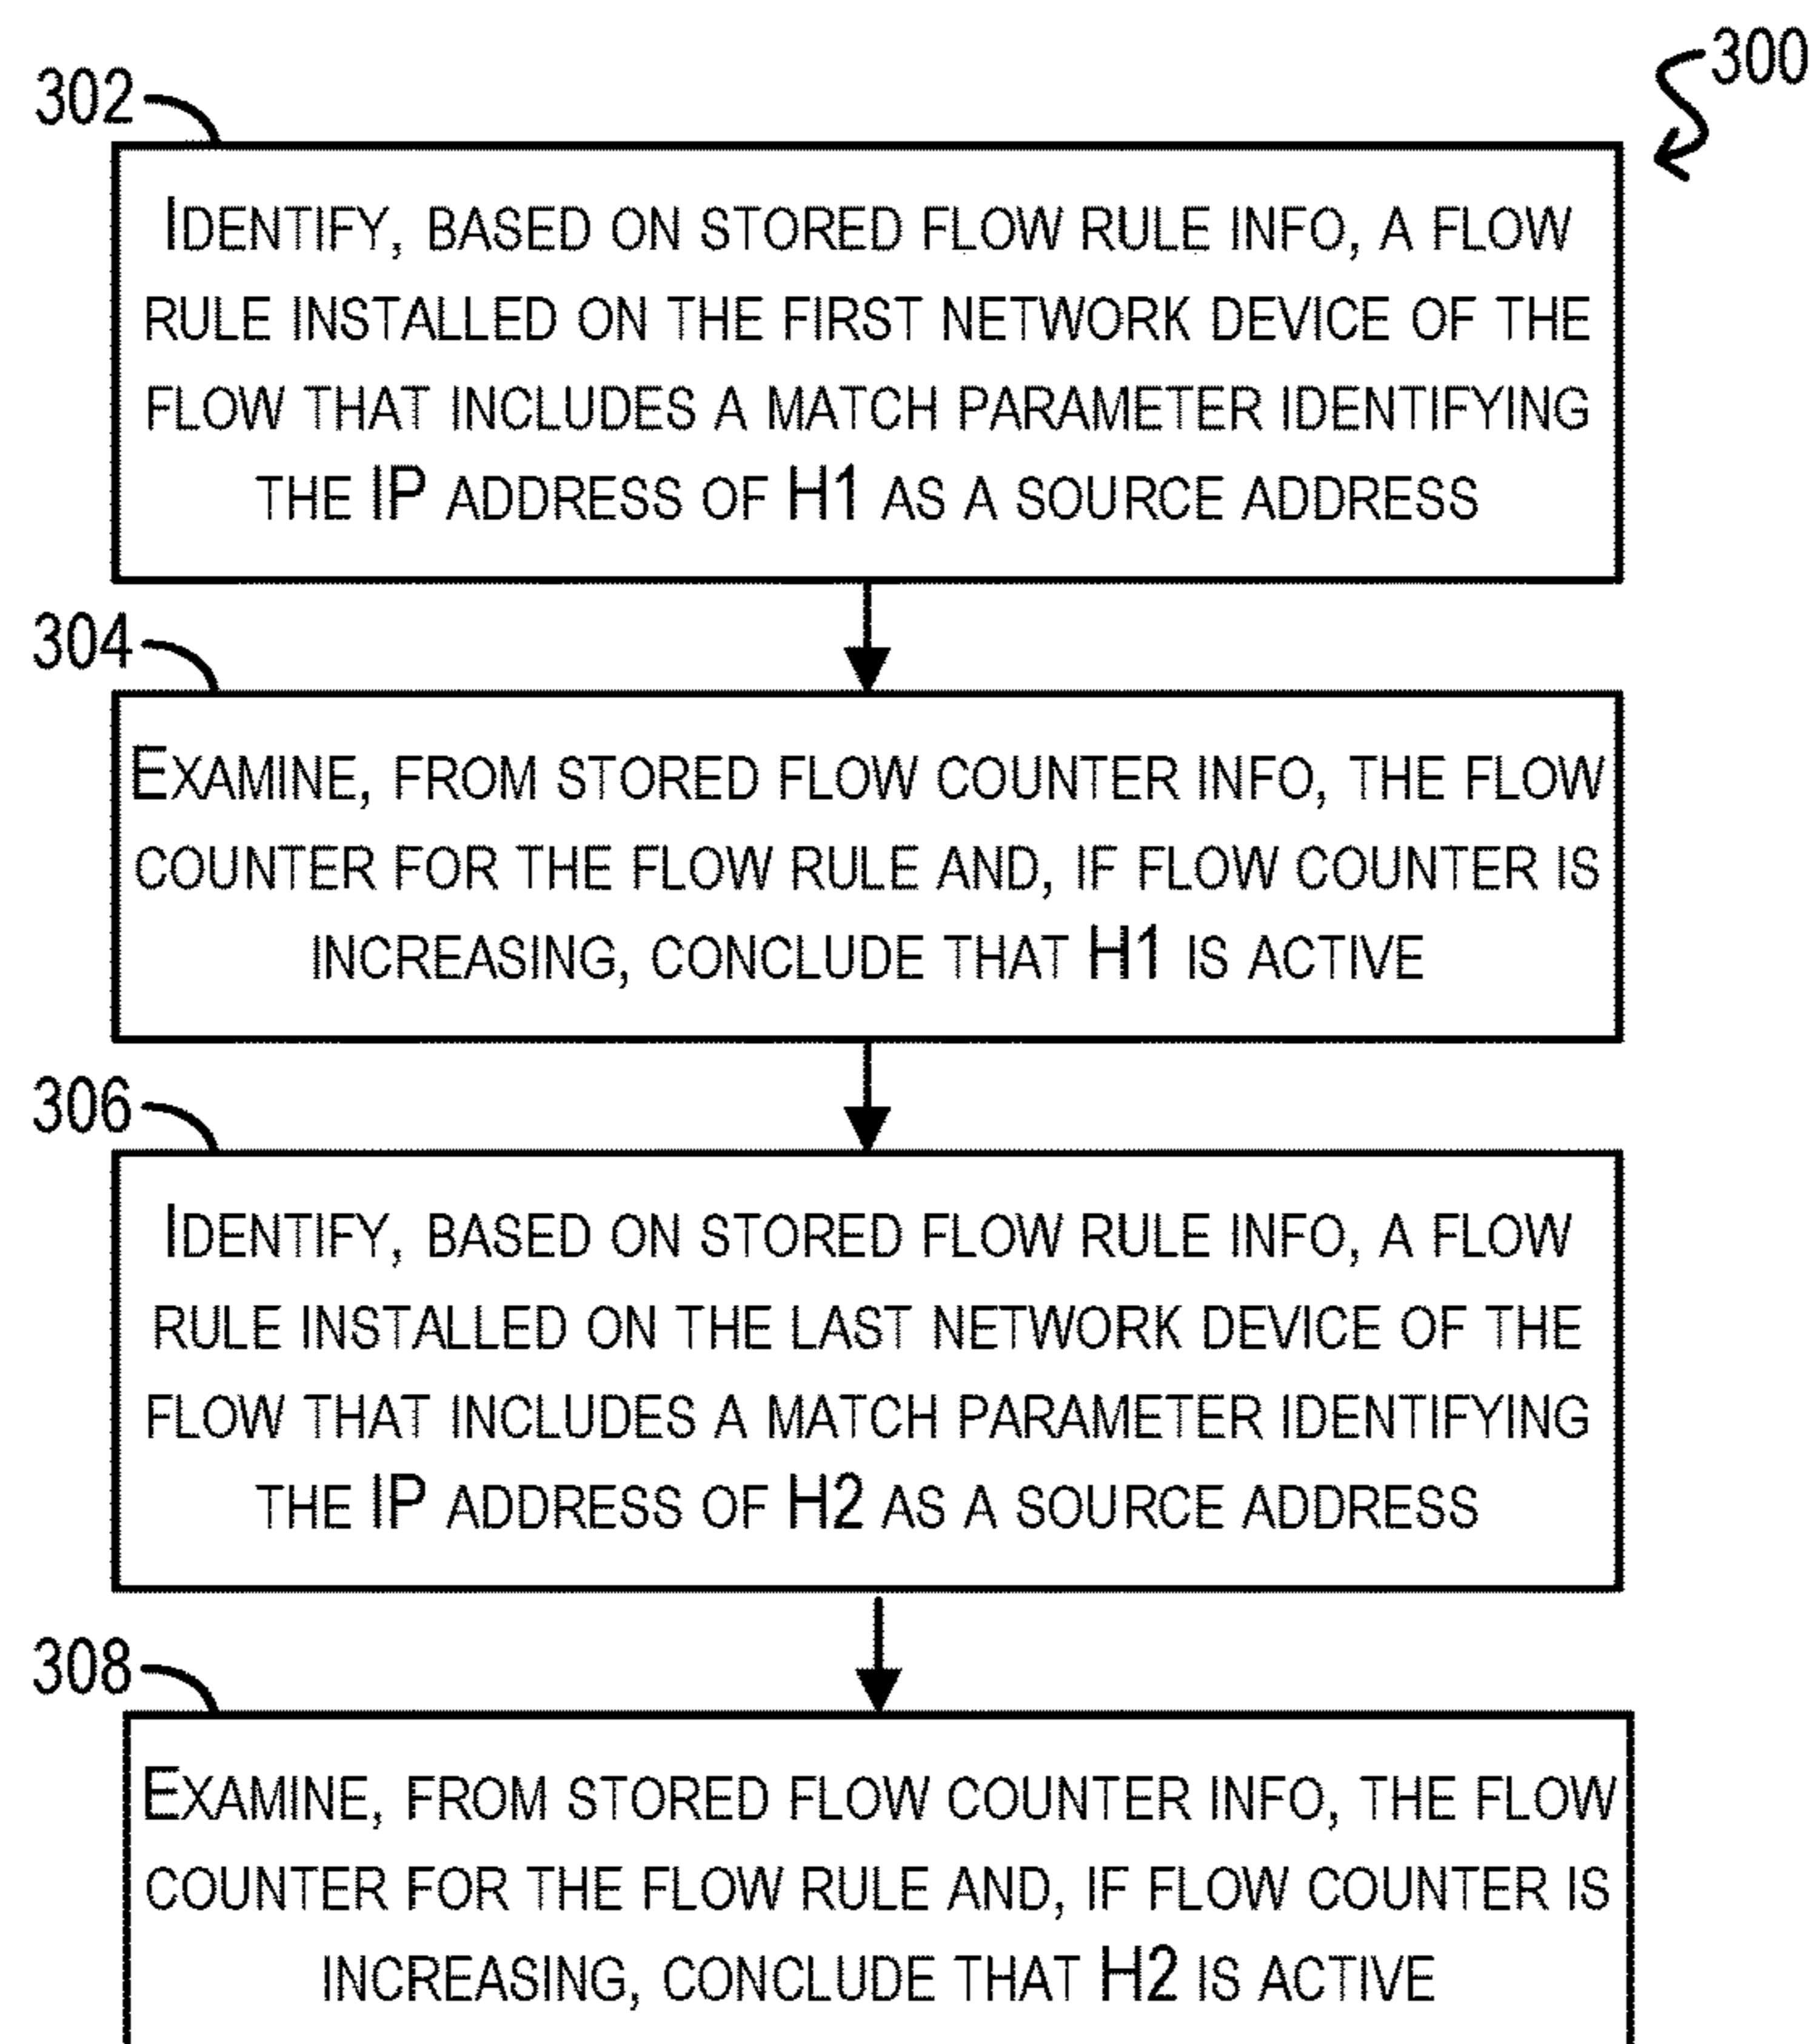 300
302
IDENTIFY, BASED ON STORED FLOW RULE INFO, A FLOW
RULE INSTALLED ON THE FIRST NETWORK DEVICE OF THE
FLOW THAT INCLUDES A MATCH PARAMETER IDENTIFYING
THE IP ADDRESS OF H1 AS A SOURCE ADDRESS
304
EXAMINE, FROM STORED FLOW COUNTER INFO, THE FLOW
COUNTER FOR THE FLOW RULE AND, IF FLOW COUNTER IS
INCREASING, CONCLUDE THAT H1 IS ACTIVE
306
IDENTIFY, BASED ON STORED FLOW RULE INFO, A FLOW
RULE INSTALLED ON THE LAST NETWORK DEVICE OF THE
FLOW THAT INCLUDES A MATCH PARAMETER IDENTIFYING
THE IP ADDRESS OF H2 AS A SOURCE ADDRESS
308
EXAMINE, FROM STORED FLOW COUNTER INFO, THE FLOW
COUNTER FOR THE FLOW RULE AND, IF FLOW COUNTER IS
INCREASING, CONCLUDE THAT H2 IS ACTIVE